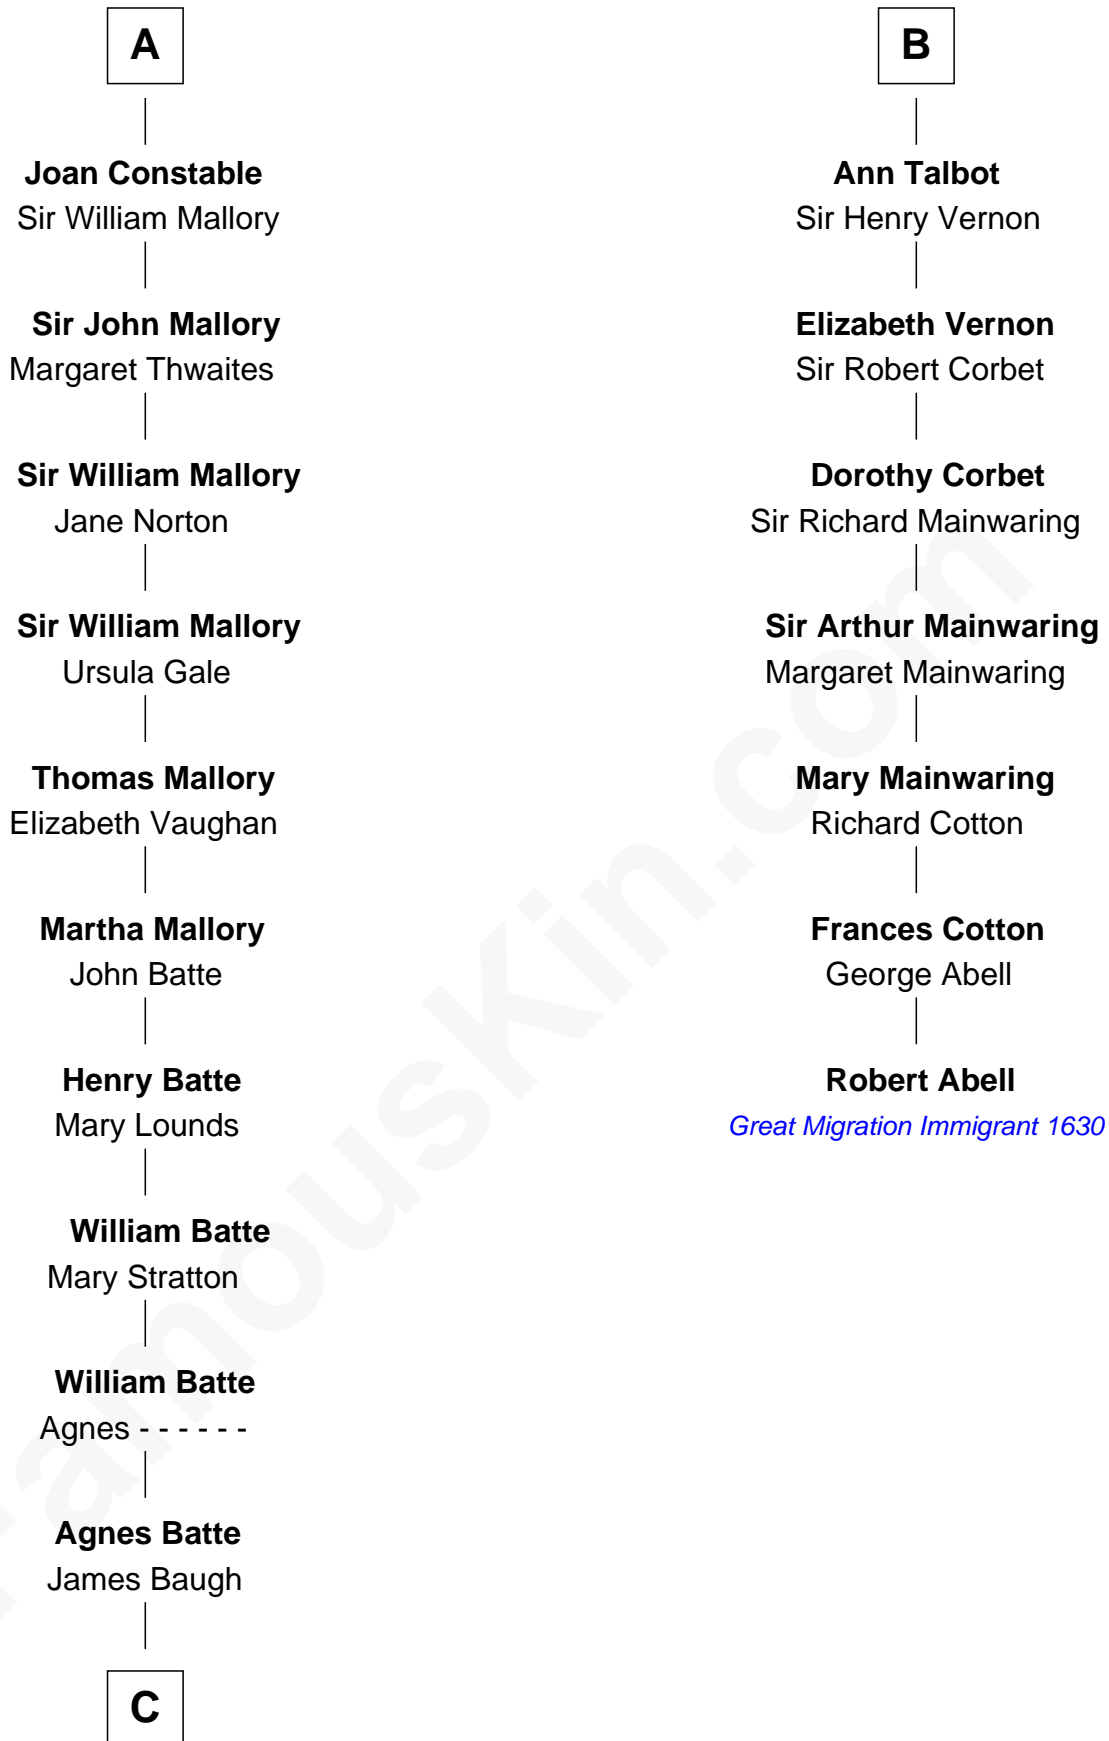 A
Joan Constable
Sir William Mallory
Sir John Mallory
Margaret Thwaites
Sir William Mallory
Jane Norton
Sir William Mallory
Ursula Gale
Thomas Mallory
Elizabeth Vaughan
Martha Mallory
John Batte
Henry Batte
Mary Lounds
William Batte
Mary Stratton
William Batte
Agnes - - - - - -
Agnes Batte
James Baugh
C
B
Ann Talbot
Sir Henry Vernon
Elizabeth Vernon
Sir Robert Corbet
Dorothy Corbet
Sir Richard Mainwaring
Sir Arthur Mainwaring
Margaret Mainwaring
Mary Mainwaring
Richard Cotton
Frances Cotton
George Abell
Robert Abell
Great Migration Immigrant 1630
FamousKin.com